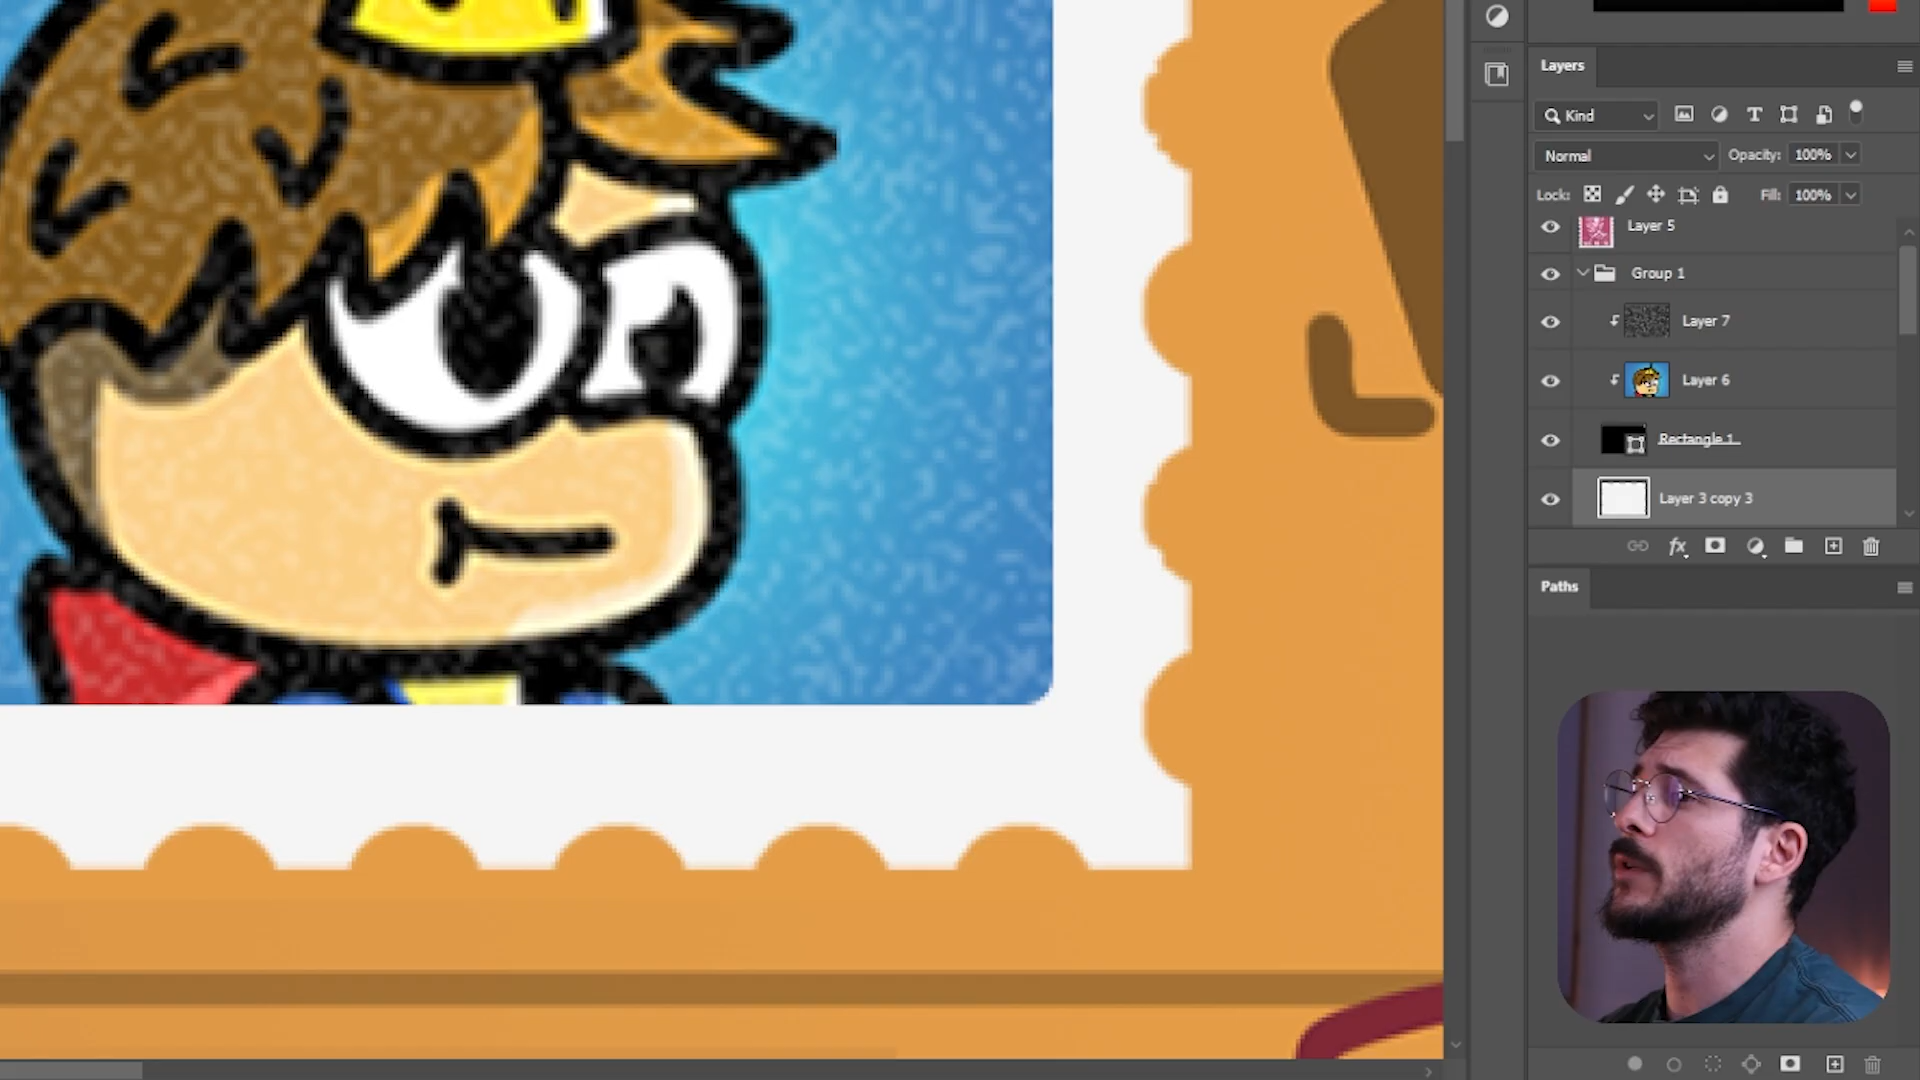 Layers
Kind
Normal
Opacity: 100%
Lock:
Fill: 100%
Layer 5
Group 1
Layer 7
Layer 6
Rectangle 1
Layer 3 copy 3
fx
Paths